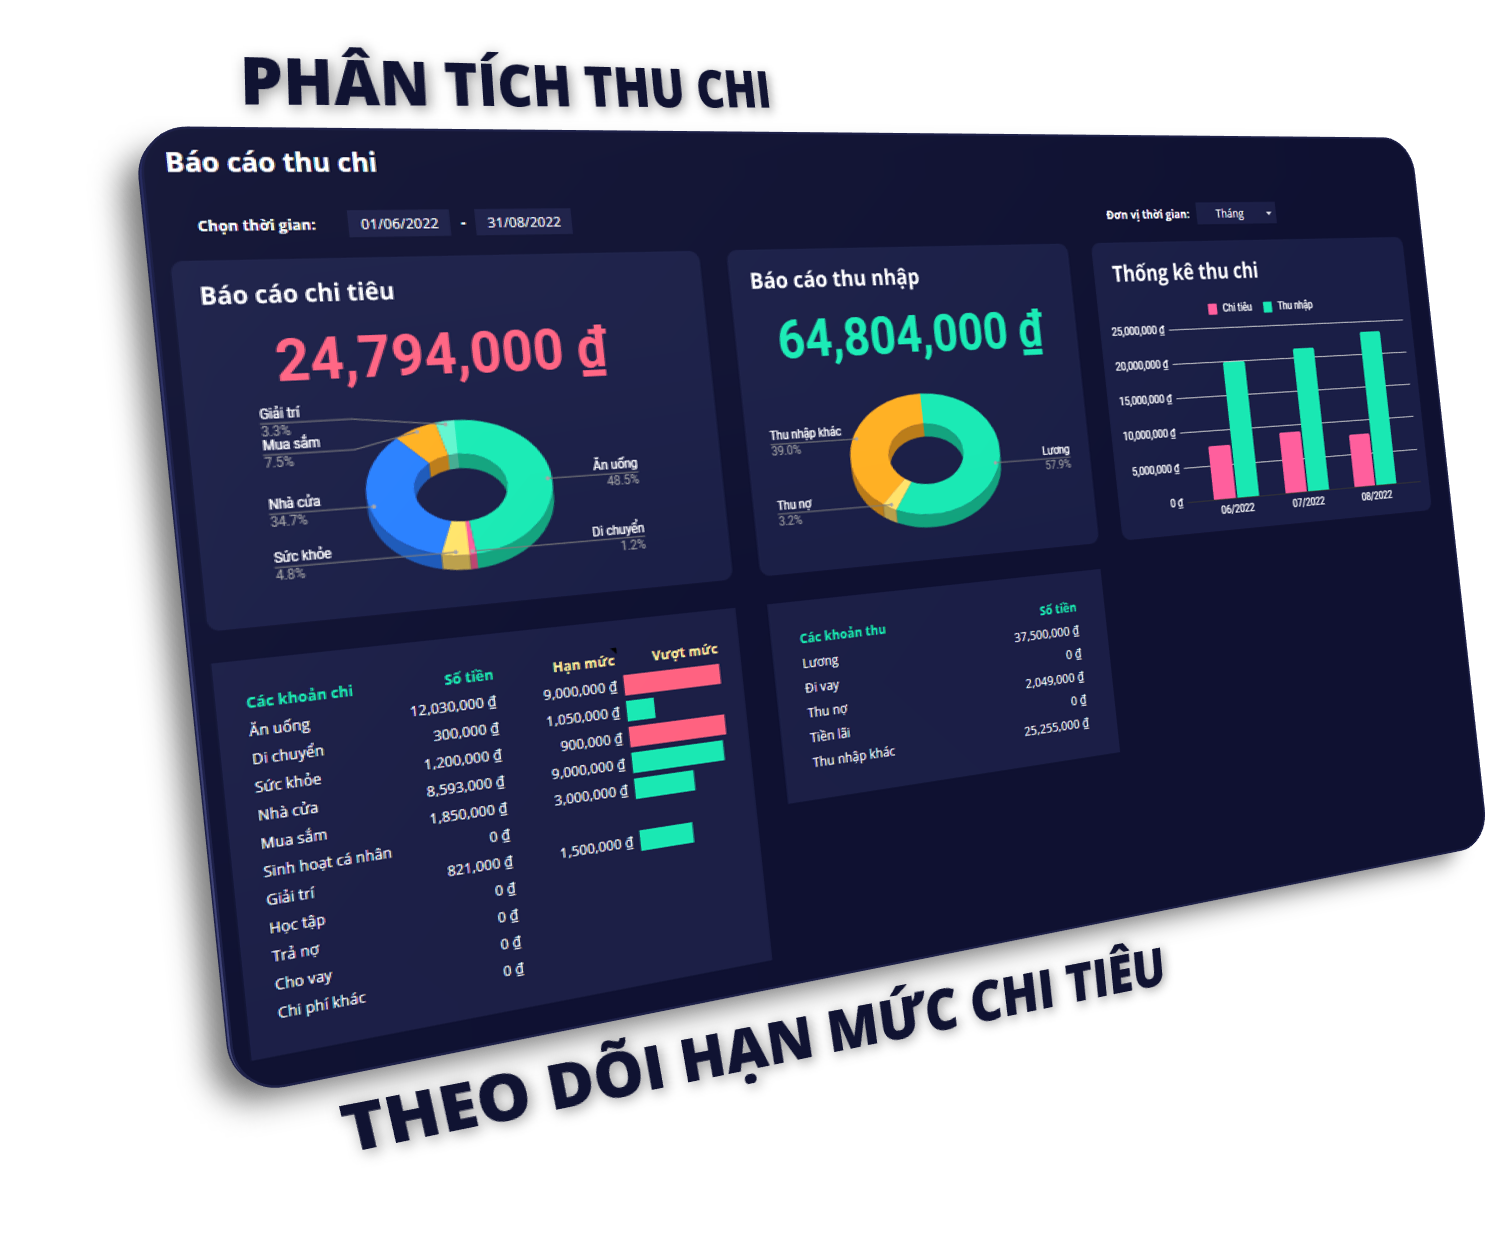 PHÂN TÍCH THU CHI
Báo cáo thu chi
Chọn thời gian: 01/06/2022 - 31/08/2022
Đơn vị thời gian: Tháng
Báo cáo chi tiêu
24,794,000 ₫
Giải trí
3.3%
Mua sắm
7.5%
Nhà cửa
34.7%
Sức khỏe
4.8%
Ăn uống
48.5%
Di chuyển
1.2%
Báo cáo thu nhập
64,804,000 ₫
Thu nhập khác
39.0%
Thu nợ
3.2%
Lương
57.9%
Thống kê thu chi
Chi tiêu Thu nhập
25,000,000 ₫
20,000,000 ₫
15,000,000 ₫
10,000,000 ₫
5,000,000 ₫
0 ₫
06/2022 07/2022 08/2022
Các khoản chi Số tiền Hạn mức Vượt mức
Ăn uống 12,030,000 ₫ 9,000,000 ₫
Di chuyển 300,000 ₫ 1,050,000 ₫
Sức khỏe 1,200,000 ₫ 900,000 ₫
Nhà cửa 8,593,000 ₫ 9,000,000 ₫
Mua sắm 1,850,000 ₫ 3,000,000 ₫
Sinh hoạt cá nhân 0 ₫
Giải trí 821,000 ₫ 1,500,000 ₫
Học tập 0 ₫
Trả nợ 0 ₫
Cho vay 0 ₫
Chi phí khác 0 ₫
Các khoản thu Số tiền
Lương 37,500,000 ₫
Đi vay 0 ₫
Thu nợ 2,049,000 ₫
Tiền lãi 0 ₫
Thu nhập khác 25,255,000 ₫
THEO DÕI HẠN MỨC CHI TIÊU